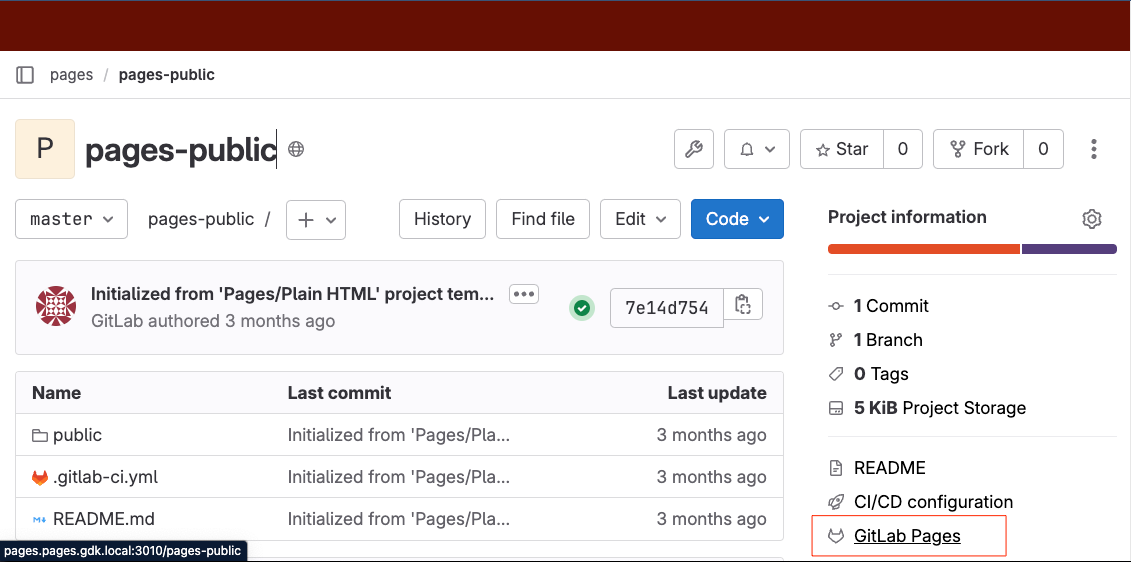 pages / pages-public
P
pages-public
Star 0
Fork 0
master
pages-public /
History
Find file
Edit
Code
Initialized from 'Pages/Plain HTML' project tem...
GitLab authored 3 months ago
7e14d754
Name Last commit Last update
public Initialized from 'Pages/Pla... 3 months ago
.gitlab-ci.yml Initialized from 'Pages/Pla... 3 months ago
README.md Initialized from 'Pages/Pla... 3 months ago
pages.pages.gdk.local:3010/pages-public
Project information
1 Commit
1 Branch
0 Tags
5 KiB Project Storage
README
CI/CD configuration
GitLab Pages